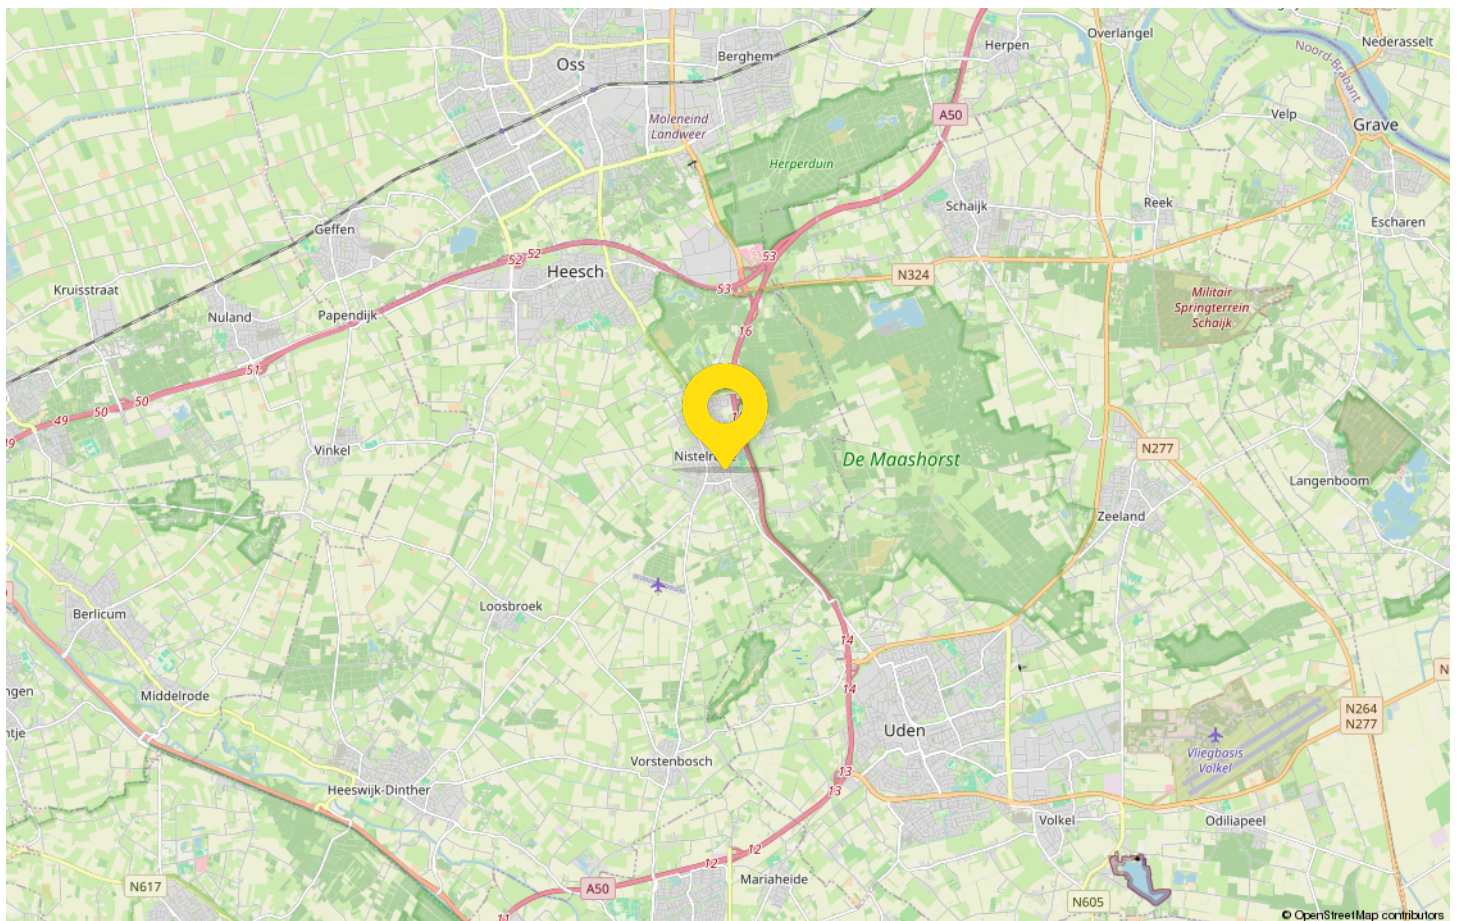 Overlangel
Nederasselt
Herpen
Berghem
Oss
Noord-Brabant
A50
Velp
Grave
Moleneind
Landweer
Herperduin
Schaijk
Reek
Escharen
Geffen
52
52
53
Heesch
N324
53
Kruisstraat
Militair
Springterrein
Schaijk
Nuland
Papendijk
16
51
50
50
49
49
Vinkel
Nistelrode
De Maashorst
N277
Langenboom
Zeeland
Berlicum
Loosbroek
14
Middelrode
14
N264
N277
Uden
Vliegbasis
Volkel
Vorstenbosch
13
13
Heeswijk-Dinther
Volkel
Odiliapeel
12
12
Mariaheide
N617
A50
N605
11
© OpenStreetMap contributors